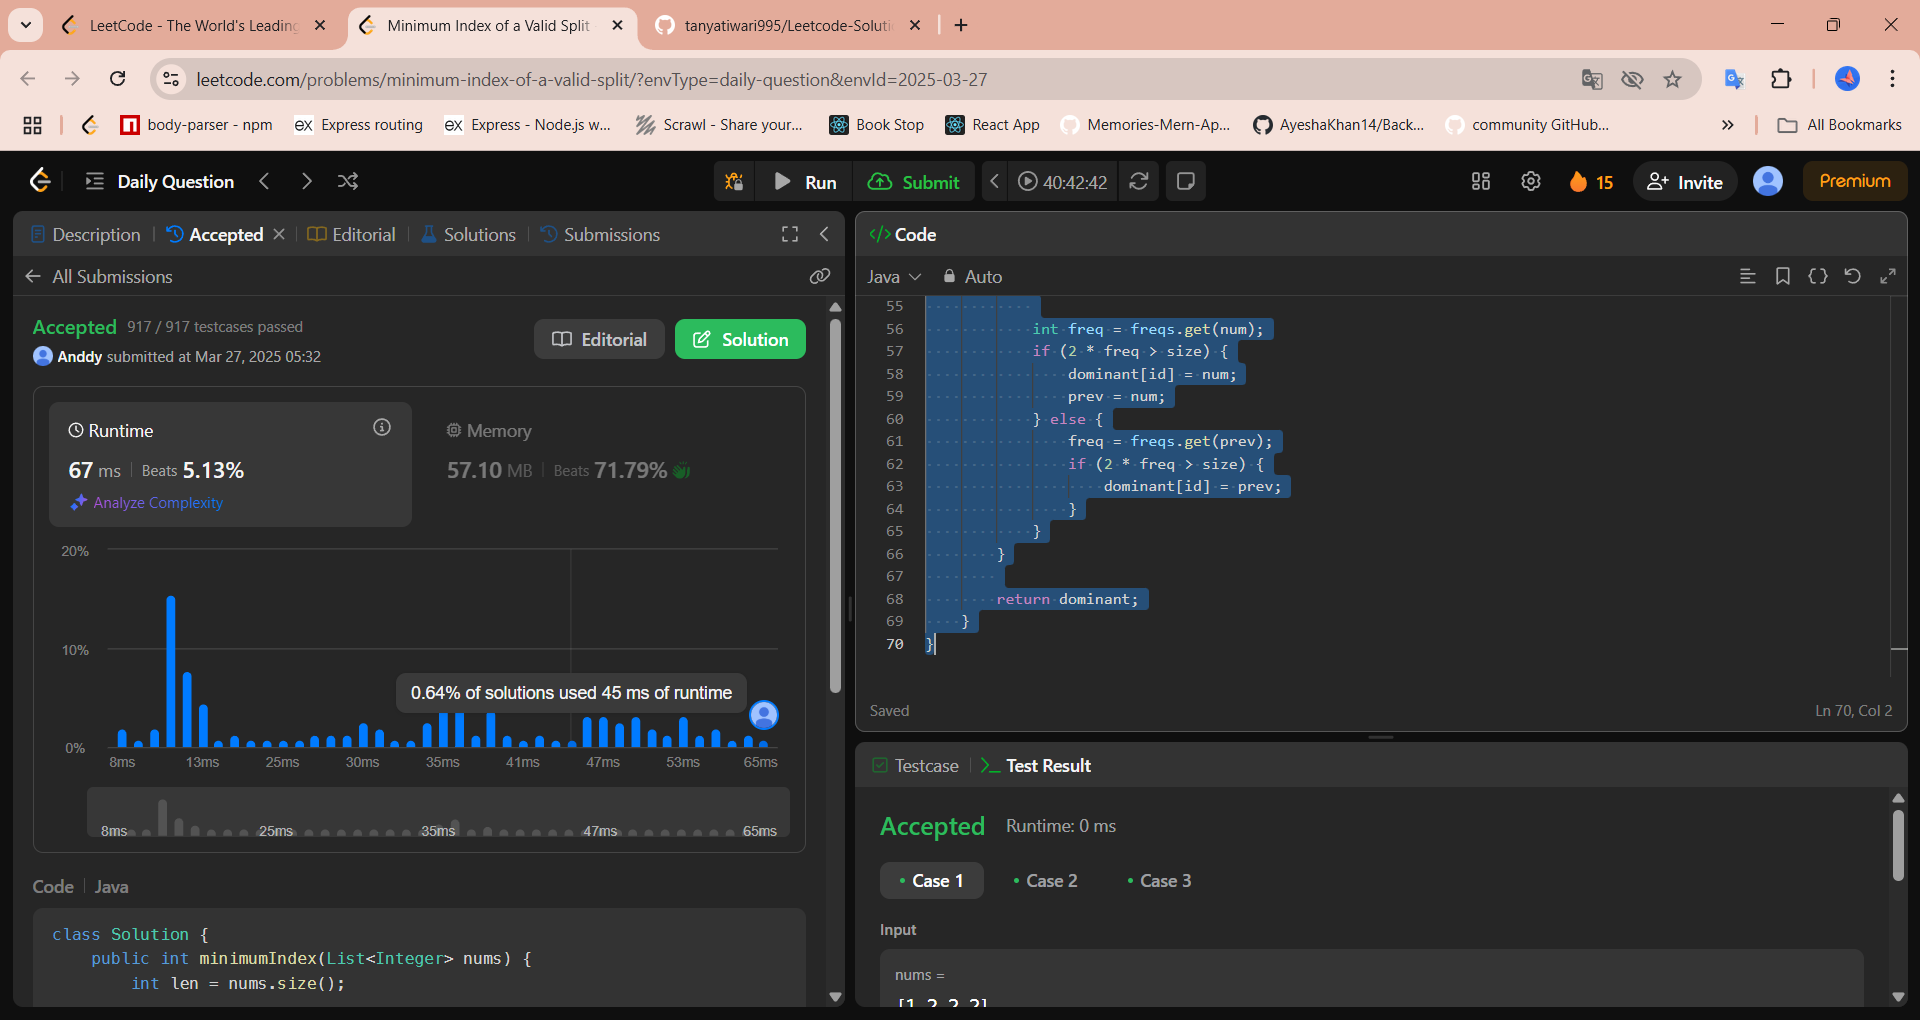 LeetCode - The World's Leading
Minimum Index of a Valid Split
tanyatiwari995/Leetcode-Soluti
leetcode.com/problems/minimum-index-of-a-valid-split/?envType=daily-question&envId=2025-03-27
body-parser - npm
ex Express routing
ex Express - Node.js w...
Scrawl - Share your...
Book Stop
React App
Memories-Mern-Ap...
AyeshaKhan14/Back...
community GitHub...
All Bookmarks
Daily Question
Run
Submit
40:42:42
15
Invite
Premium
Description
Accepted
Editorial
Solutions
Submissions
All Submissions
Accepted 917 / 917 testcases passed
Anddy submitted at Mar 27, 2025 05:32
Editorial
Solution
Runtime
67 ms Beats 5.13%
Analyze Complexity
Memory
57.10 MB Beats 71.79%
20%
10%
0%
0.64% of solutions used 45 ms of runtime
8ms 13ms 25ms 30ms 35ms 41ms 47ms 53ms 65ms
8ms 25ms 35ms 47ms 65ms
Code Java
class Solution {
public int minimumIndex(List<Integer> nums) {
int len = nums.size();
</> Code
Java Auto
55
56 int freq = freqs.get(num);
57 if (2 * freq > size) {
58 dominant[id] = num;
59 prev = num;
60 } else {
61 freq = freqs.get(prev);
62 if (2 * freq > size) {
63 dominant[id] = prev;
64 }
65 }
66 }
67
68 return dominant;
69 }
70 }
Saved
Ln 70, Col 2
Testcase
Test Result
Accepted Runtime: 0 ms
Case 1
Case 2
Case 3
Input
nums =
[1,2,2,2]